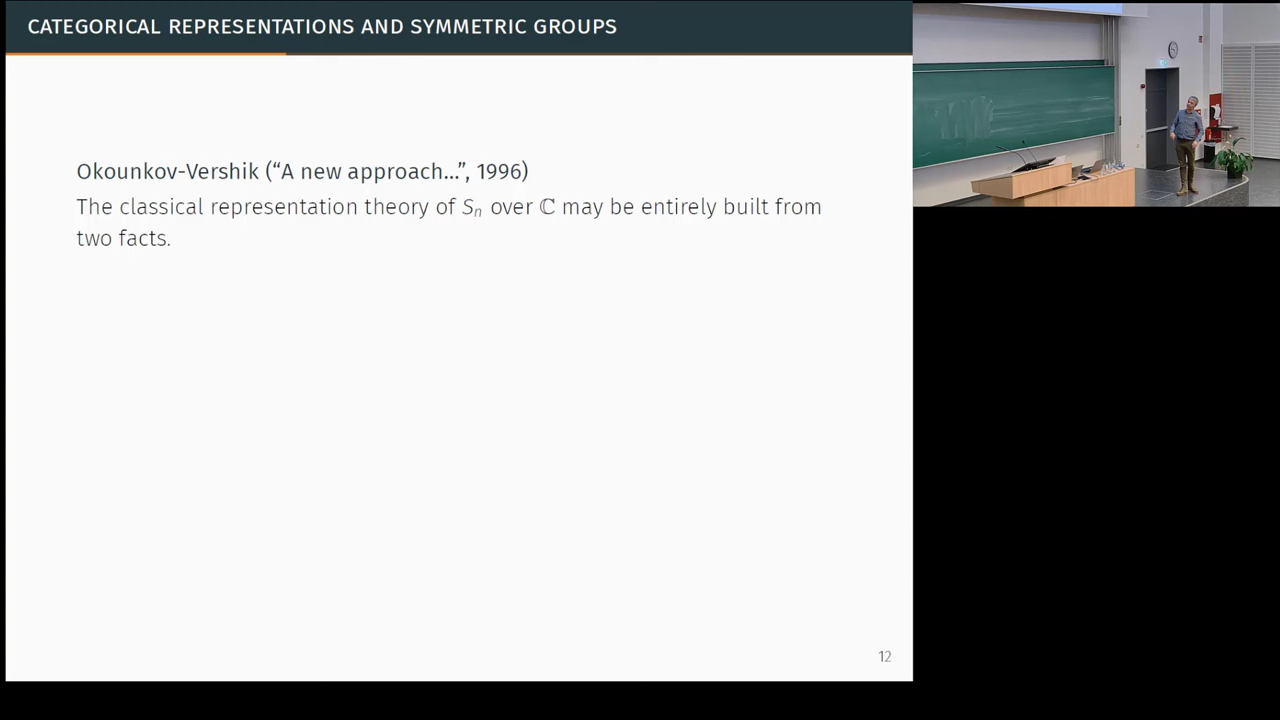 CATEGORICAL REPRESENTATIONS AND SYMMETRIC GROUPS
Okounkov-Vershik (“A new approach...”, 1996)
The classical representation theory of Sₙ over ℂ may be entirely built from
two facts.
12